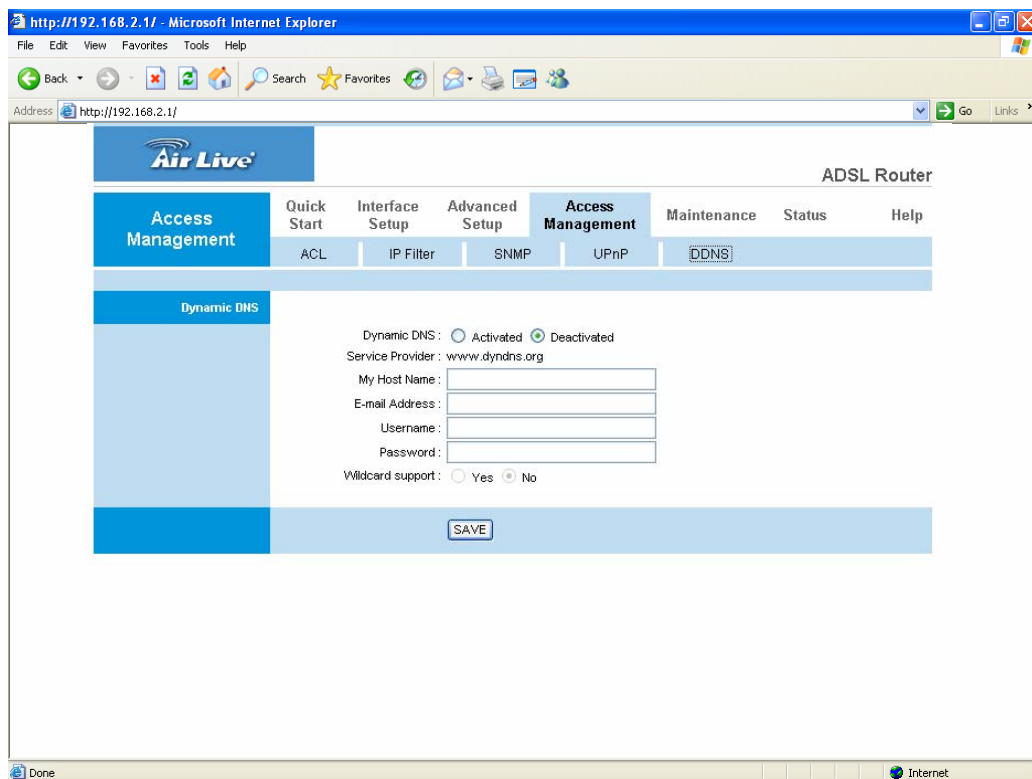 http://192.168.2.1/ - Microsoft Internet Explorer
File Edit View Favorites Tools Help
Back Search Favorites
Address http://192.168.2.1/ Go Links
Air Live
ADSL Router
Access Management
Quick Start
Interface Setup
Advanced Setup
Access Management
Maintenance
Status
Help
ACL IP Filter SNMP UPnP DDNS
Dynamic DNS
Dynamic DNS : Activated Deactivated
Service Provider : www.dyndns.org
My Host Name :
E-mail Address :
Username :
Password :
Wildcard support : Yes No
SAVE
Done Internet